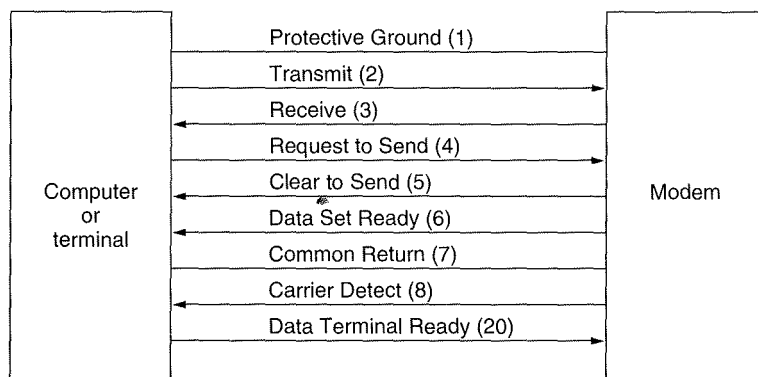 Protective Ground (1)
Transmit (2)
Receive (3)
Request to Send (4)
Clear to Send (5)
Data Set Ready (6)
Common Return (7)
Carrier Detect (8)
Data Terminal Ready (20)
Computer
or
terminal
Modem